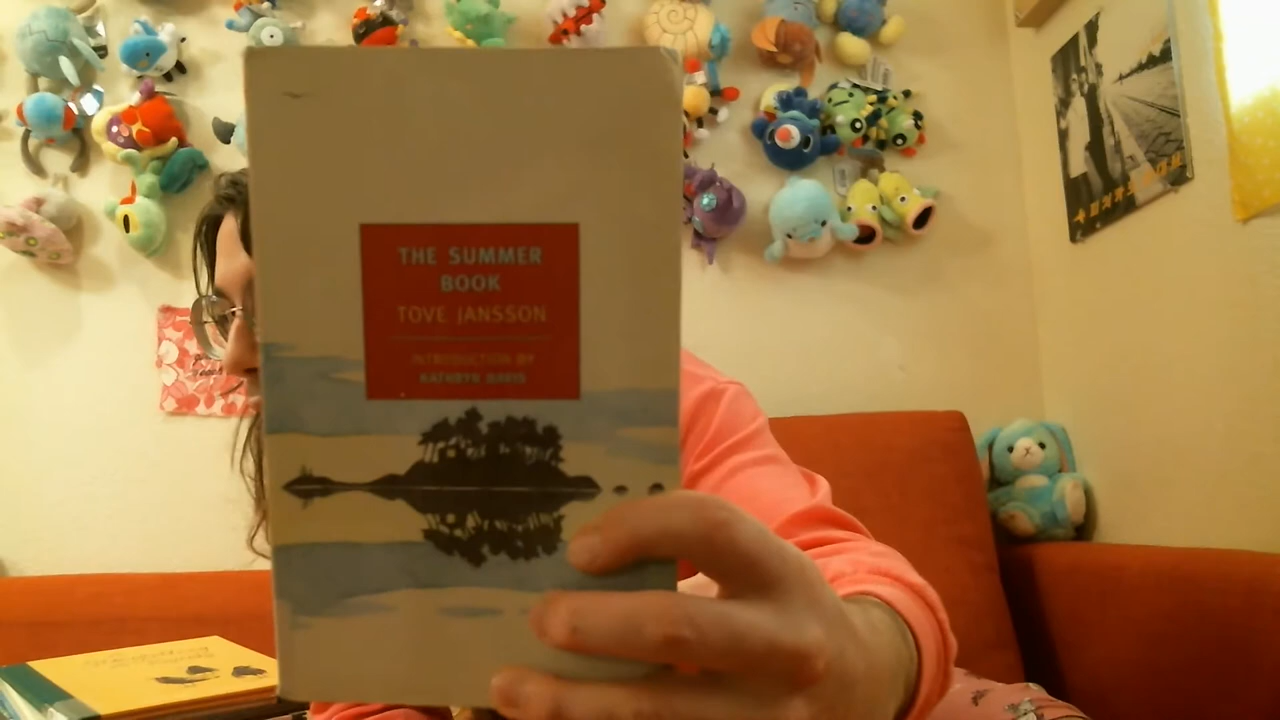 THE SUMMER
BOOK
TOVE JANSSON
INTRODUCTION BY
KATHRYN DAVIS